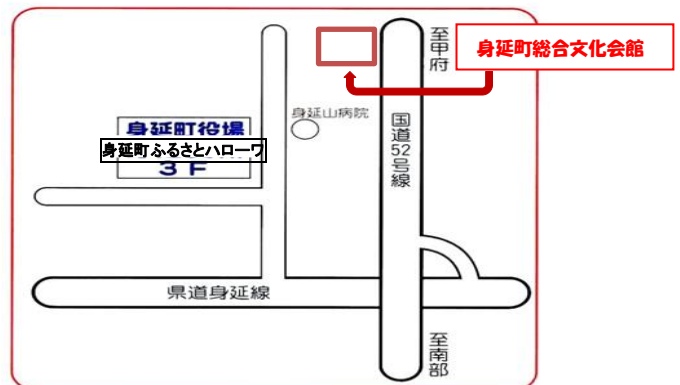 至甲府
身延町総合文化会館
身延山病院
国道52号線
身延町役場
身延町ふるさとハローワ
3F
県道身延線
至南部